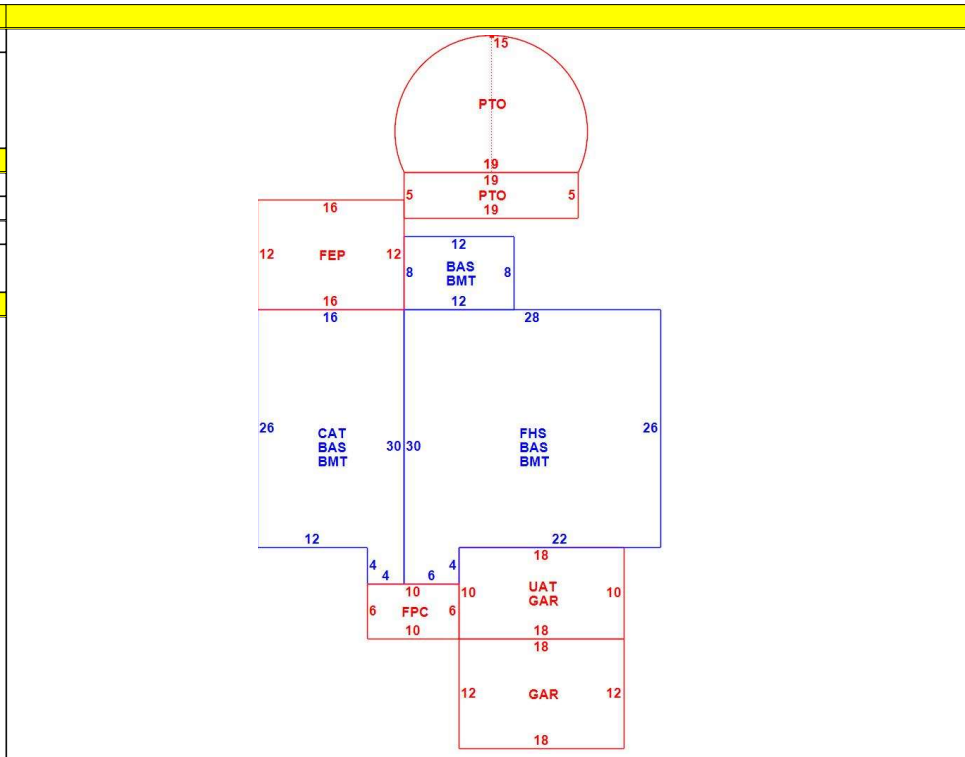 15
PTO
19
19
5 PTO 5
19
16
12 FEP 12
16
12
8 BAS 8
BMT
12
16
28
26 CAT 30
BAS
BMT
30 FHS 26
BAS
BMT
12
4
4
6
4
22
10
6 FPC 6
10
18
10 UAT 10
GAR
18
18
12 GAR 12
18